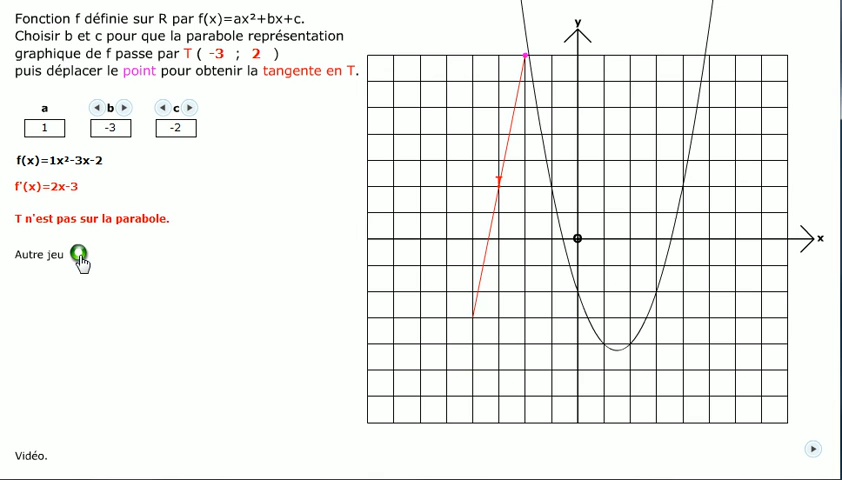 Fonction f définie sur R par f(x)=ax²+bx+c.
Choisir b et c pour que la parabole représentation
graphique de f passe par T ( -3 ; 2 )
puis déplacer le point pour obtenir la tangente en T.
a b c
1 -3 -2
f(x)=1x²-3x-2
f'(x)=2x-3
T n'est pas sur la parabole.
Autre jeu
Vidéo.
y
T
O
x